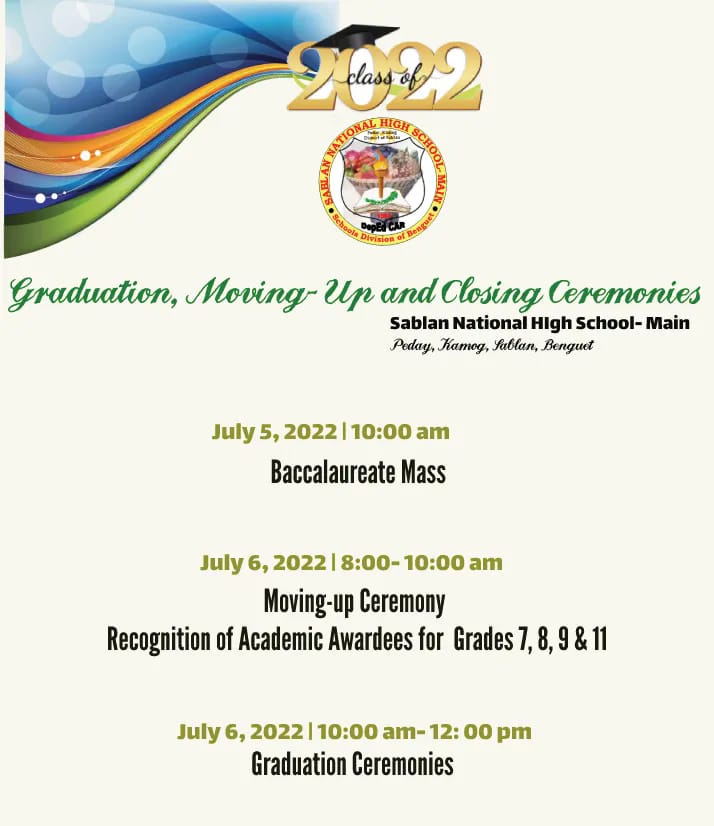 2022
class of
SABLAN NATIONAL HIGH SCHOOL-MAIN
DepEd CAR
Schools Division of Benguet
Graduation, Moving- Up and Closing Ceremonies
Sablan National HIgh School- Main
Peday, Kamog, Sablan, Benguet
July 5, 2022 | 10:00 am
Baccalaureate Mass
July 6, 2022 | 8:00- 10:00 am
Moving-up Ceremony
Recognition of Academic Awardees for Grades 7, 8, 9 & 11
July 6, 2022 | 10:00 am- 12: 00 pm
Graduation Ceremonies